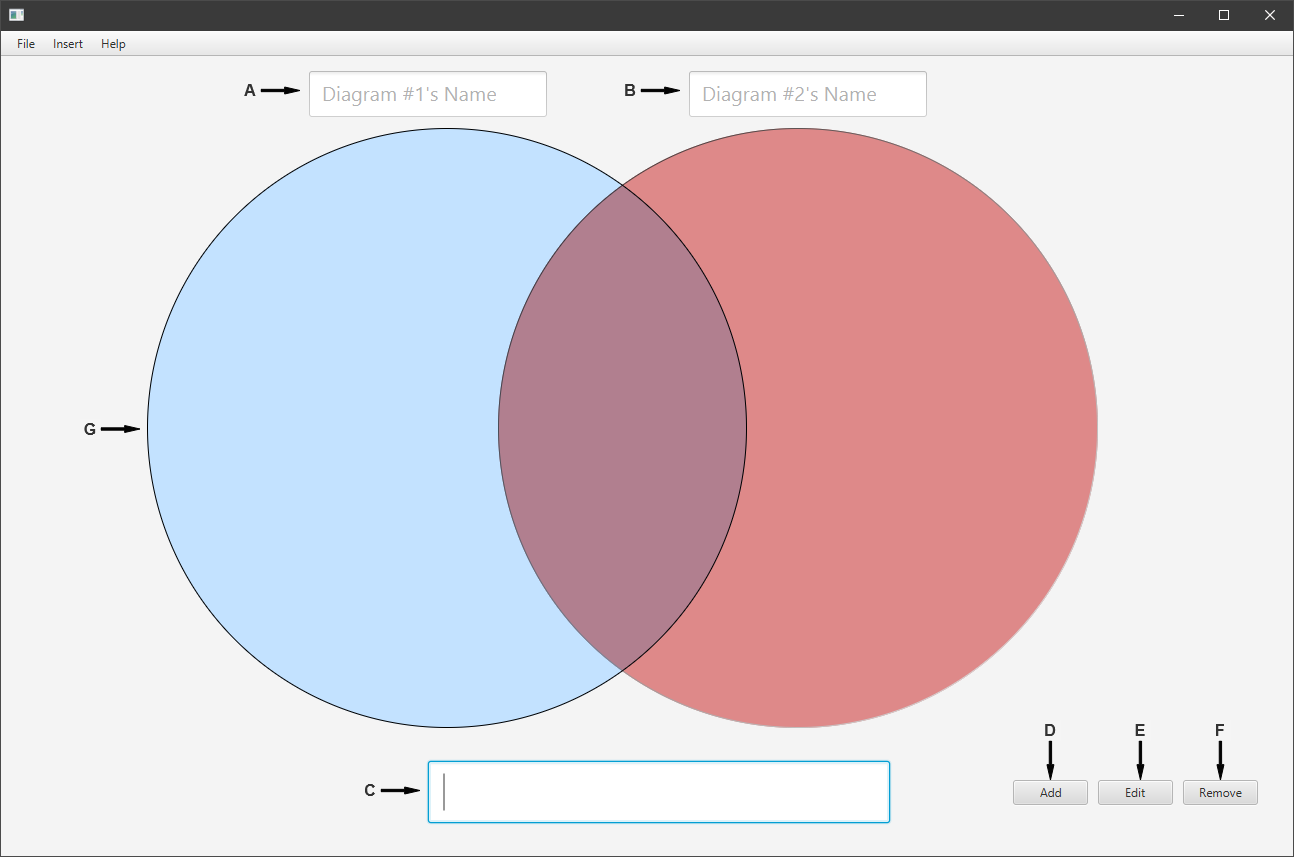 File Insert Help
A Diagram #1's Name B Diagram #2's Name
G
D E F
C Add Edit Remove